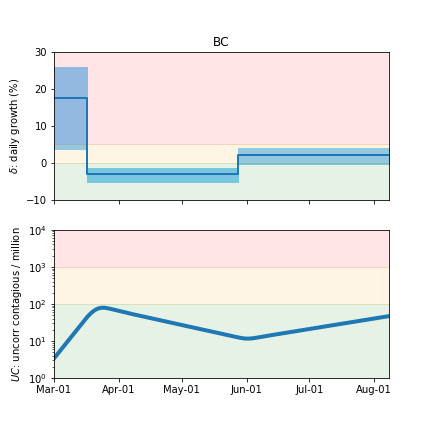 BC
δ: daily growth (%)
30
20
10
0
−10
UC: uncorr contagious / million
10⁴
10³
10²
10¹
10⁰
Mar-01 Apr-01 May-01 Jun-01 Jul-01 Aug-01